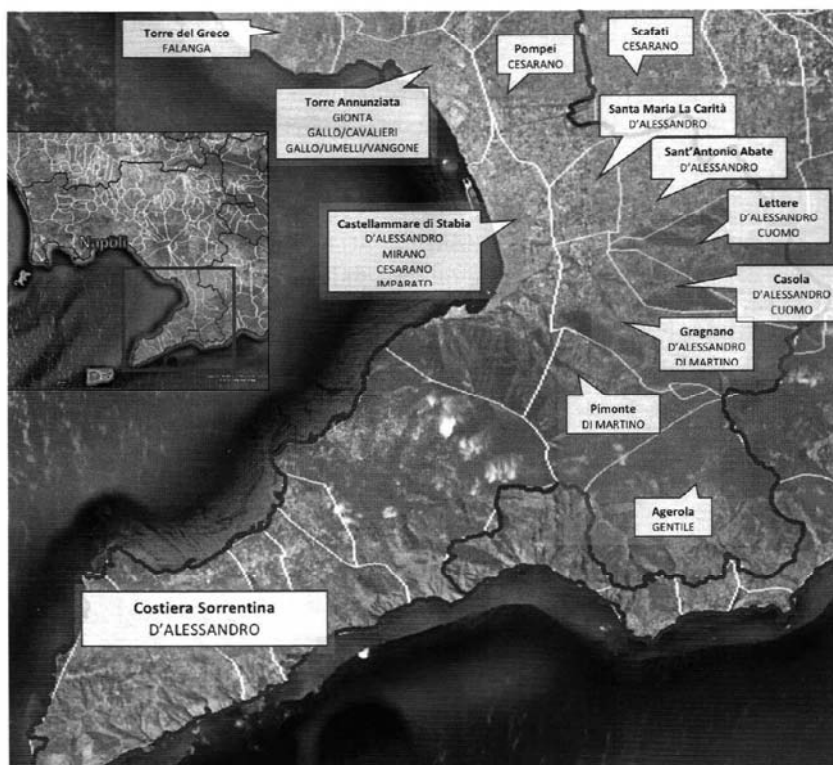 Torre del Greco
FALANGA
Pompei
CESARANO
Scafati
CESARANO
Torre Annunziata
GIONTA
GALLO/CAVALIERI
GALLO/LIMELLI/VANGONE
Santa Maria La Carità
D'ALESSANDRO
Sant'Antonio Abate
D'ALESSANDRO
Napoli
Castellammare di Stabia
D'ALESSANDRO
MIRANO
CESARANO
IMPARATO
Lettere
D'ALESSANDRO
CUOMO
Casola
D'ALESSANDRO
CUOMO
Gragnano
D'ALESSANDRO
DI MARTINO
Pimonte
DI MARTINO
Agerola
GENTILE
Costiera Sorrentina
D'ALESSANDRO